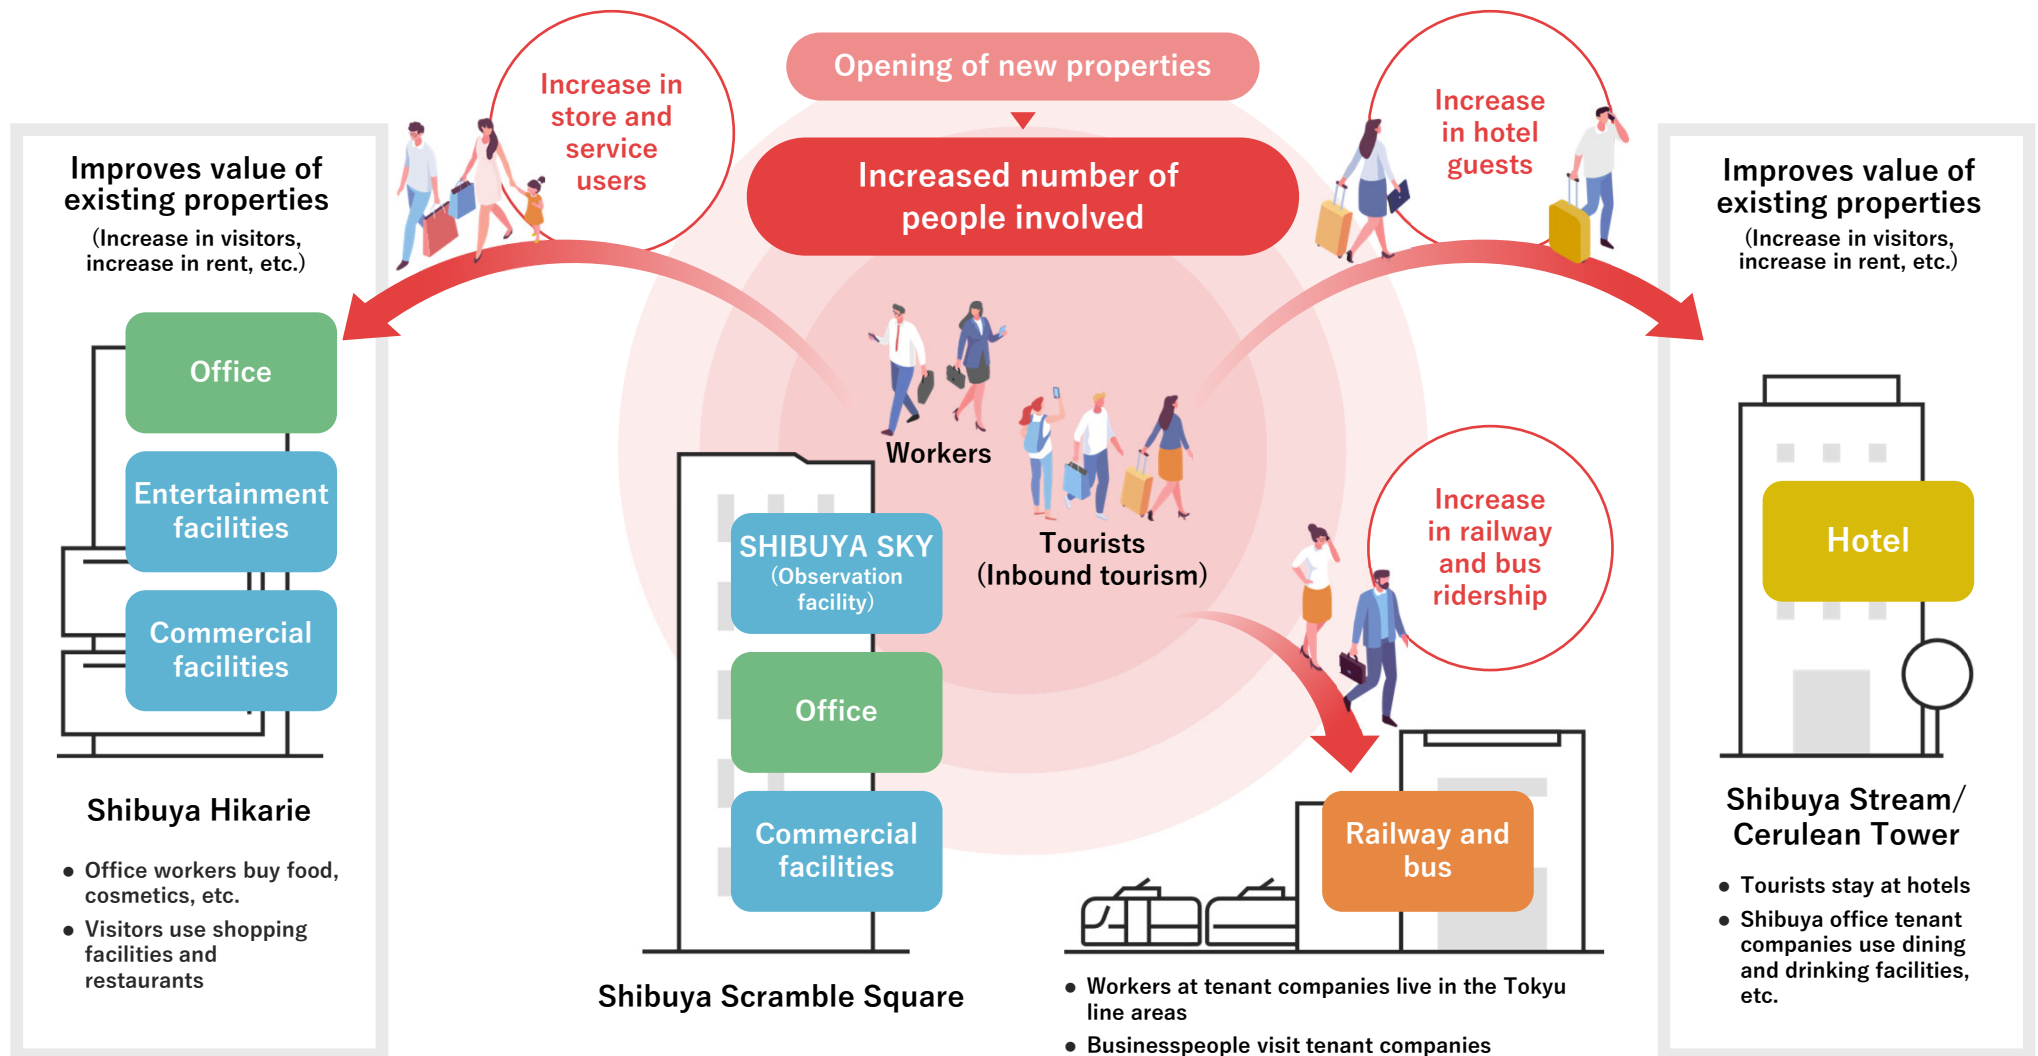 Opening of new properties
Increased number of
people involved
Increase in
store and
service
users
Increase
in hotel
guests
Improves value of
existing properties
(Increase in visitors,
increase in rent, etc.)
Office
Entertainment
facilities
Commercial
facilities
Shibuya Hikarie
● Office workers buy food,
cosmetics, etc.
● Visitors use shopping
facilities and
restaurants
Workers
Tourists
(Inbound tourism)
SHIBUYA SKY
(Observation
facility)
Office
Commercial
facilities
Shibuya Scramble Square
Increase
in railway
and bus
ridership
Railway and
bus
● Workers at tenant companies live in the Tokyu
line areas
● Businesspeople visit tenant companies
Improves value of
existing properties
(Increase in visitors,
increase in rent, etc.)
Hotel
Shibuya Stream/
Cerulean Tower
● Tourists stay at hotels
● Shibuya office tenant
companies use dining
and drinking facilities,
etc.